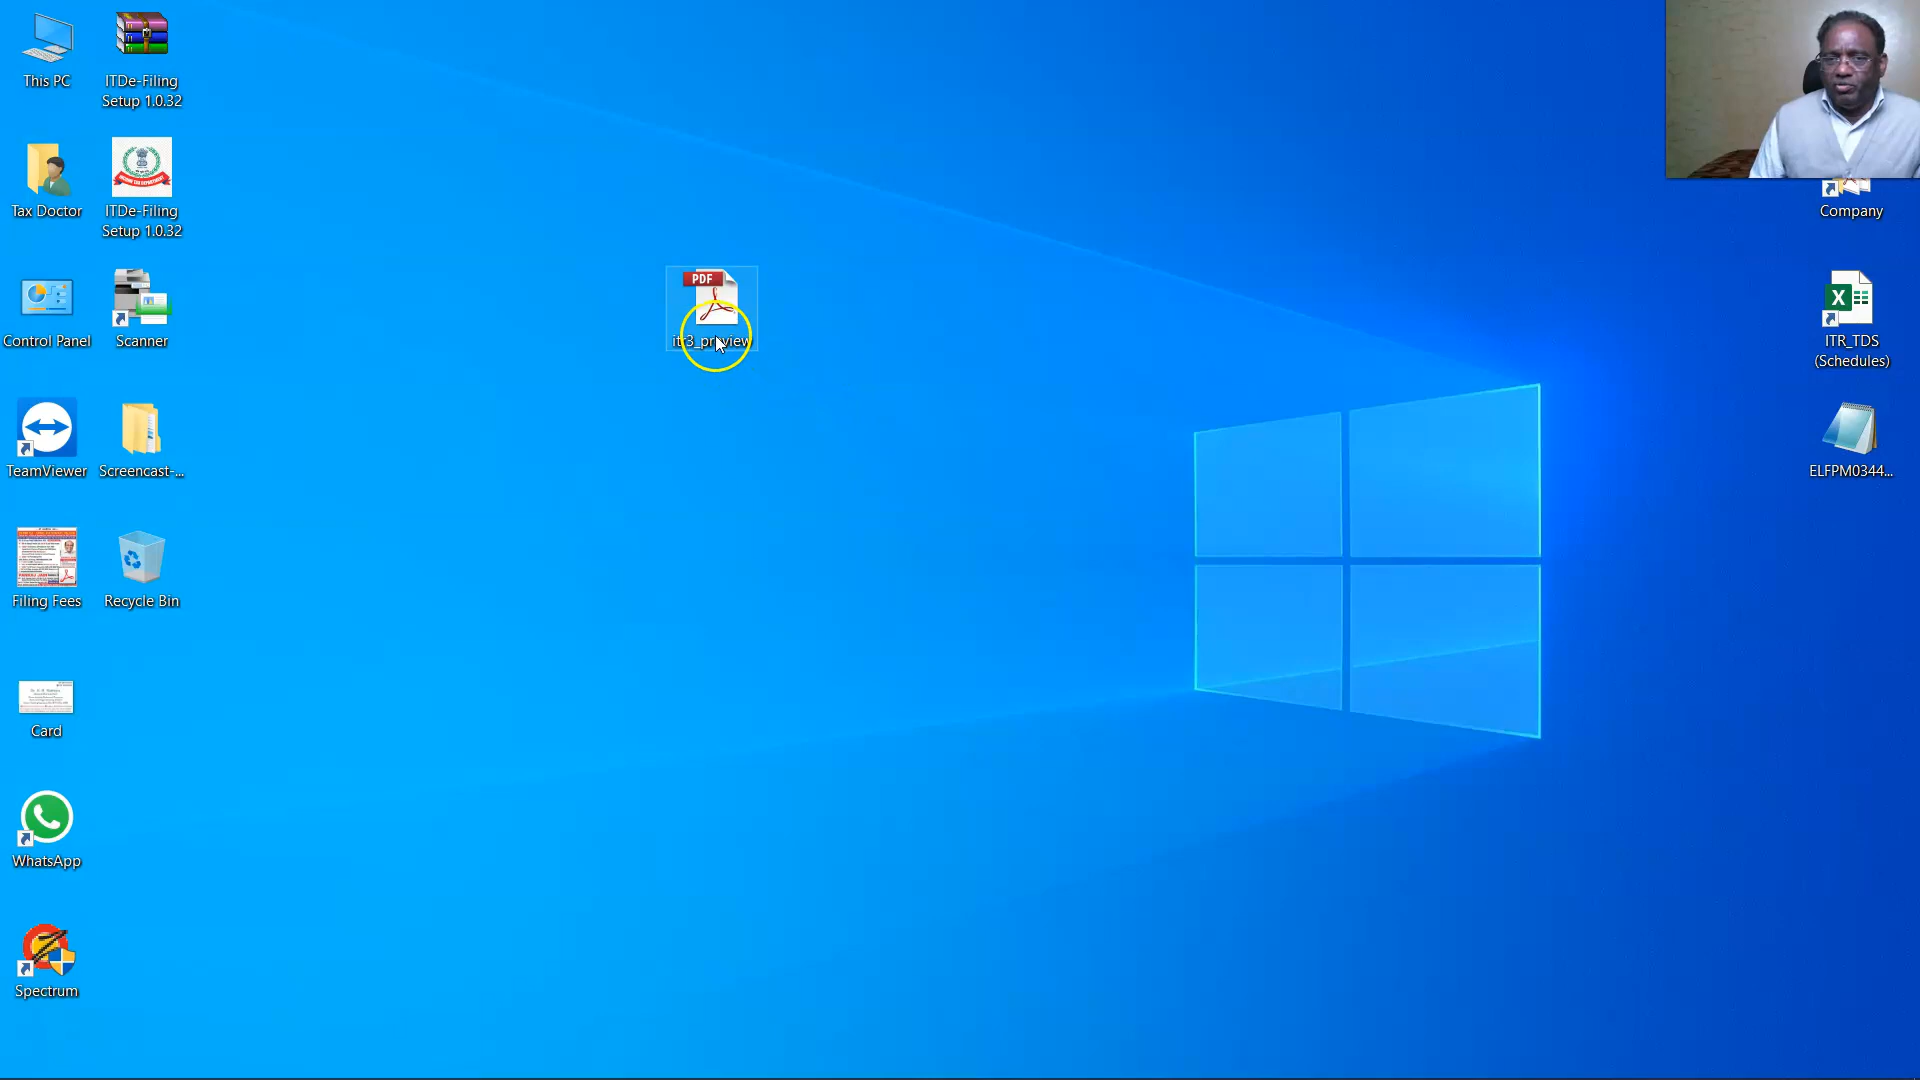 This PC
ITDe-Filing
Setup 1.0.32
Tax Doctor
ITDe-Filing
Setup 1.0.32
Company
Control Panel
Scanner
PDF
itr3_preview
ITR_TDS
(Schedules)
TeamViewer
Screencast-...
ELFPM0344...
Filing Fees
Recycle Bin
Card
WhatsApp
Spectrum